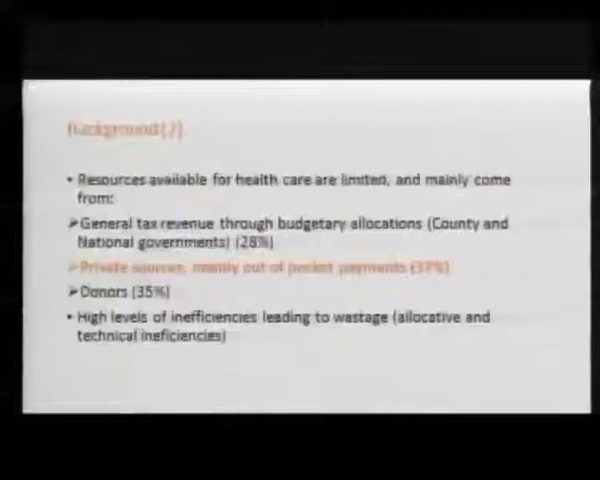 Background(2)
• Resources available for health care are limited, and mainly come
from:
➤General tax revenue through budgetary allocations (County and
National governments) (28%)
➤Private sources, mainly out of pocket payments (37%)
➤Donors (35%)
• High levels of inefficiencies leading to wastage (allocative and
technical ineficiencies)